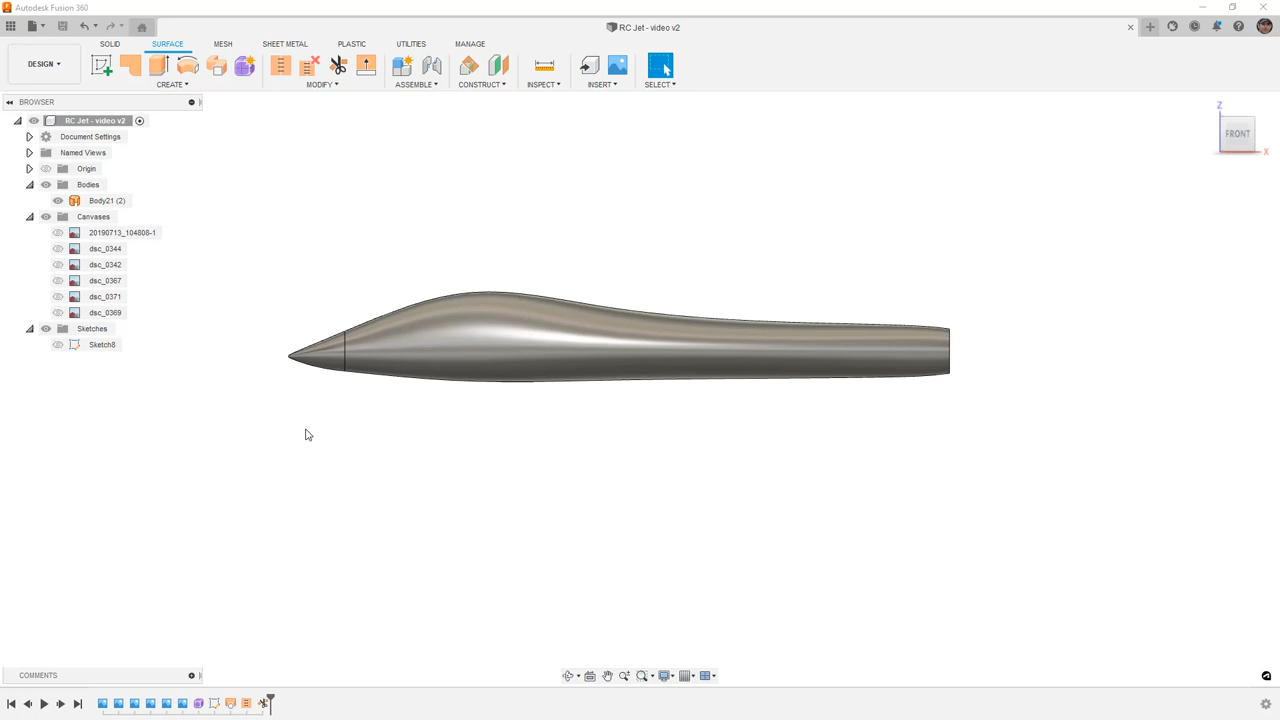 Autodesk Fusion 360
RC Jet - video v2
DESIGN
SOLID
SURFACE
MESH
SHEET METAL
PLASTIC
UTILITIES
MANAGE
CREATE
MODIFY
ASSEMBLE
CONSTRUCT
INSPECT
INSERT
SELECT
BROWSER
RC Jet - video v2
Document Settings
Named Views
Origin
Bodies
Body21 (2)
Canvases
20190713_104808-1
dsc_0344
dsc_0342
dsc_0367
dsc_0371
dsc_0369
Sketches
Sketch8
Z
FRONT
X
COMMENTS